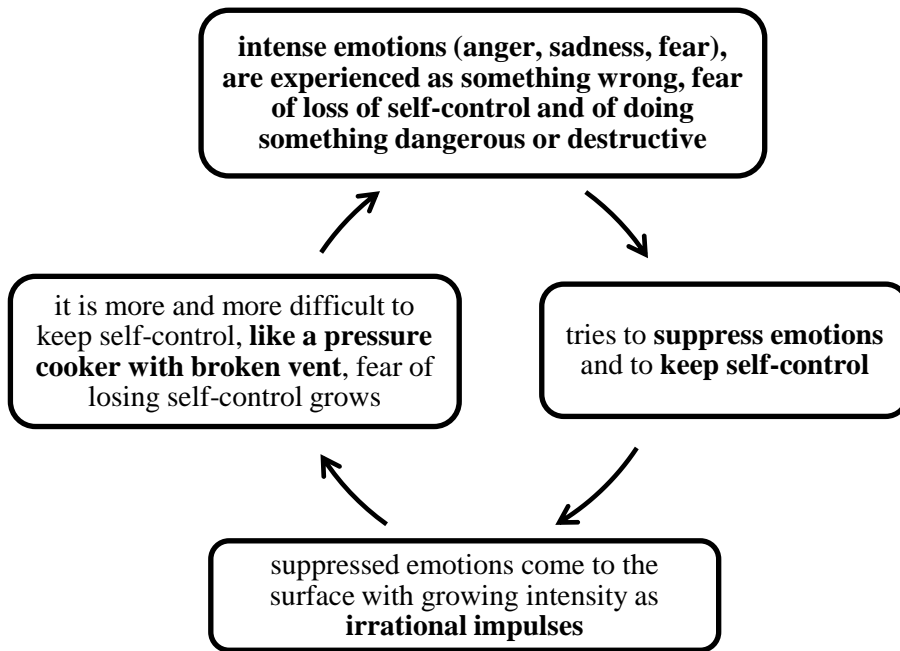 intense emotions (anger, sadness, fear),
are experienced as something wrong, fear
of loss of self-control and of doing
something dangerous or destructive
it is more and more difficult to
keep self-control, like a pressure
cooker with broken vent, fear of
losing self-control grows
tries to suppress emotions
and to keep self-control
suppressed emotions come to the
surface with growing intensity as
irrational impulses